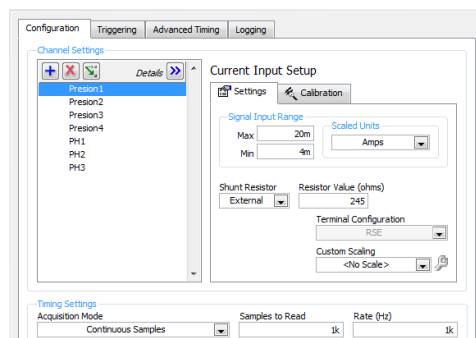 Configuration Triggering Advanced Timing Logging
Channel Settings
Details
Presion1
Presion2
Presion3
Presion4
PH1
PH2
PH3
Current Input Setup
Settings Calibration
Signal Input Range
Max 20m
Min 4m
Scaled Units
Amps
Shunt Resistor Resistor Value (ohms)
External 245
Terminal Configuration
RSE
Custom Scaling
<No Scale>
Timing Settings
Acquisition Mode Samples to Read Rate (Hz)
Continuous Samples 1k 1k